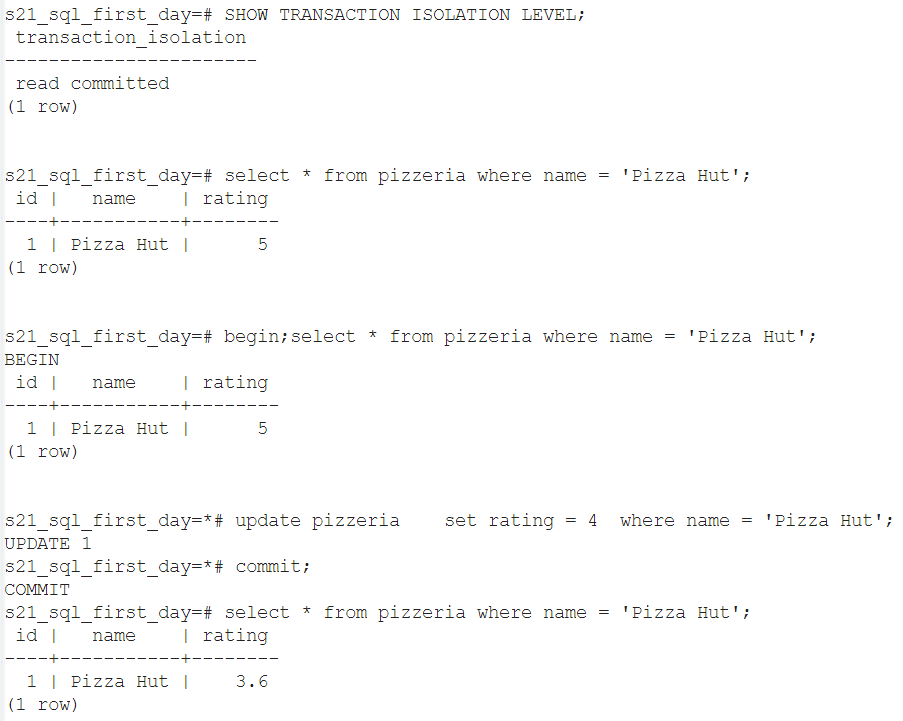 s21_sql_first_day=# SHOW TRANSACTION ISOLATION LEVEL;
 transaction_isolation
-----------------------
 read committed
(1 row)

s21_sql_first_day=# select * from pizzeria where name = 'Pizza Hut';
 id |   name    | rating
----+-----------+--------
  1 | Pizza Hut |      5
(1 row)

s21_sql_first_day=# begin;select * from pizzeria where name = 'Pizza Hut';
BEGIN
 id |   name    | rating
----+-----------+--------
  1 | Pizza Hut |      5
(1 row)

s21_sql_first_day=*# update pizzeria    set rating = 4  where name = 'Pizza Hut';
UPDATE 1
s21_sql_first_day=*# commit;
COMMIT
s21_sql_first_day=# select * from pizzeria where name = 'Pizza Hut';
 id |   name    | rating
----+-----------+--------
  1 | Pizza Hut |    3.6
(1 row)